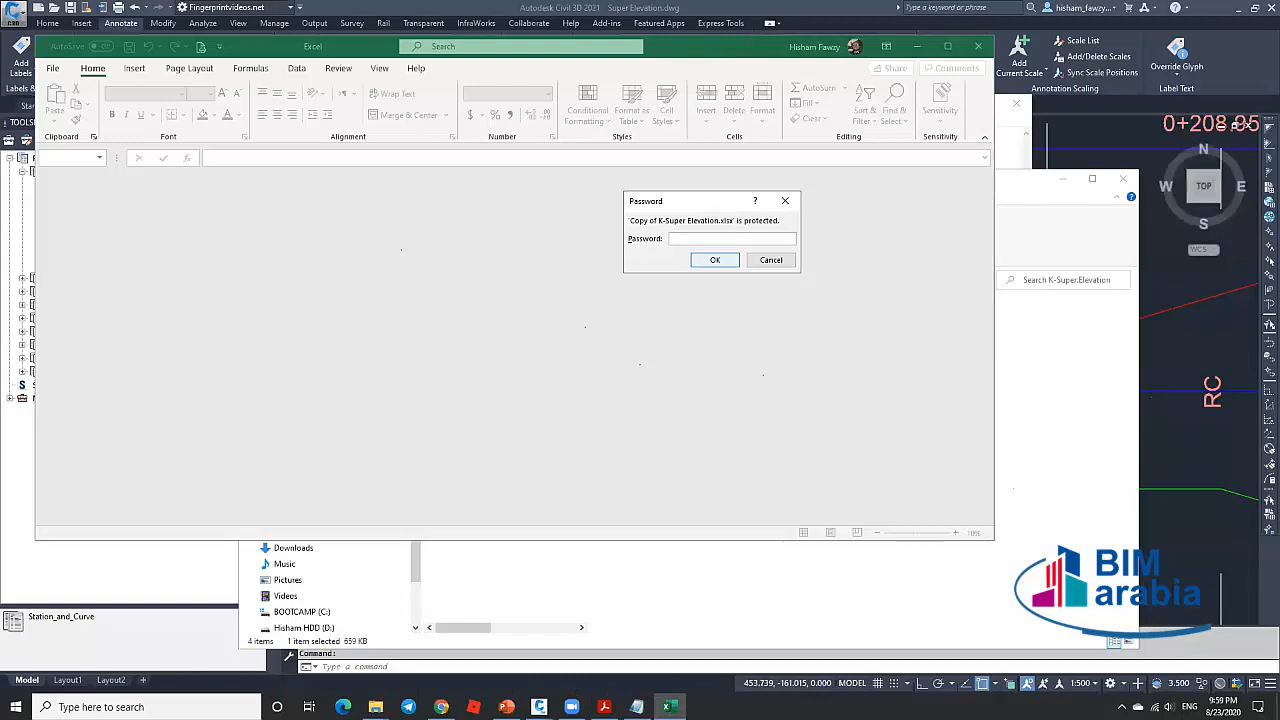 Fingerprintvideos.net
Autodesk Civil 3D 2021 Super-Elevation.dwg
Type a keyword or phrase
hisham_fawzy...
Home Insert Annotate Modify Analyze View Manage Output Survey Rail Transparent InfraWorks Collaborate Help Add-ins Featured Apps Express Tools
Add
Labels
AutoSave Off
Excel
Search
Hisham Fawzy
File Home Insert Page Layout Formulas Data Review View Help
Share Comments
Paste
Clipboard
Font
Wrap Text
Merge & Center
Alignment
Number
Conditional
Formatting
Format as
Table
Cell
Styles
Styles
Insert Delete Format
Cells
AutoSum
Fill
Clear
Sort &
Filter
Find &
Select
Editing
Sensitivity
Sensitivity
Add
Current Scale
Scale List
Add/Delete Scales
Sync Scale Positions
Annotation Scaling
Override Glyph
Label Text
0+208.05
N
W TOP E
S
WCS
Password
'Copy of K-Super Elevation.xlsx' is protected.
Password:
OK Cancel
Search K-Super.Elevation
RC
10%
Downloads
Music
Pictures
Videos
BOOTCAMP (C:)
Hisham HDD (D:)
4 items 1 item selected 659 KB
Station_and_Curve
BIM
arabia
Command:
Type a command
Model Layout1 Layout2
453.739, -161.015, 0.000 MODEL
1:500
3.500
Type here to search
ENG
9:59 PM
8/23/2020